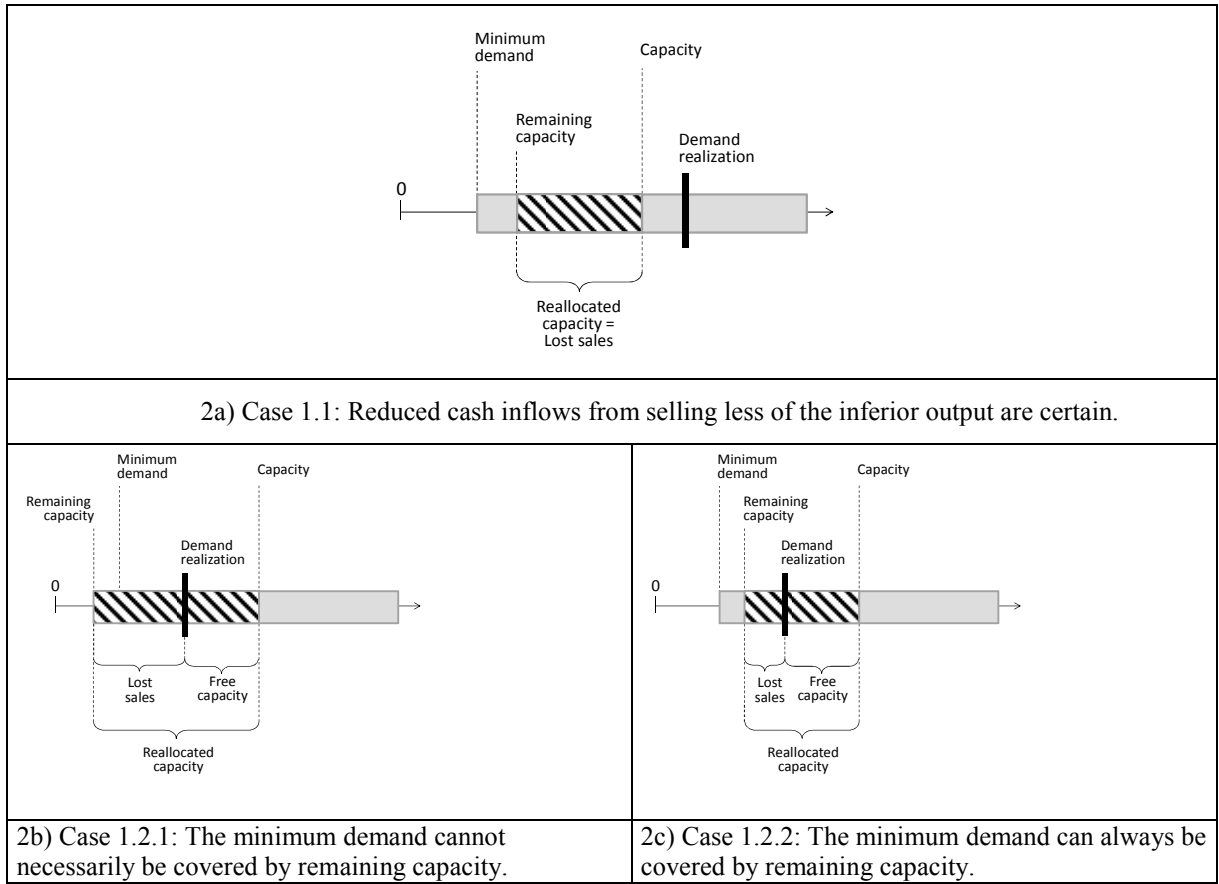 Minimum
demand
Capacity
Remaining
capacity
Demand
realization
0
Reallocated
capacity =
Lost sales
2a) Case 1.1: Reduced cash inflows from selling less of the inferior output are certain.
Minimum
demand
Capacity
Remaining
capacity
Demand
realization
0
Lost
sales
Free
capacity
Reallocated
capacity
2b) Case 1.2.1: The minimum demand cannot
necessarily be covered by remaining capacity.
Minimum
demand
Capacity
Remaining
capacity
Demand
realization
0
Lost
sales
Free
capacity
Reallocated
capacity
2c) Case 1.2.2: The minimum demand can always be
covered by remaining capacity.